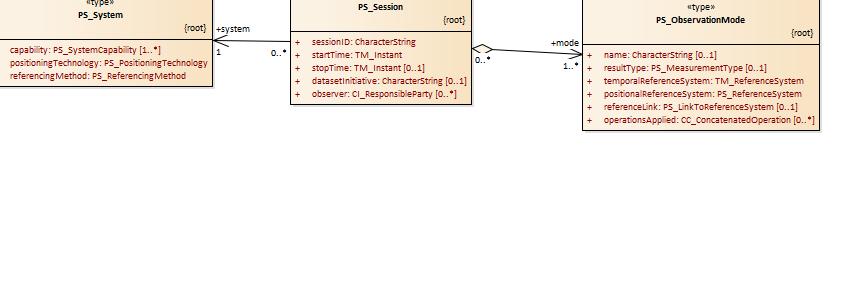 «type»
PS_System
{root}
capability: PS_SystemCapability [1..*]
positioningTechnology: PS_PositioningTechnology
referencingMethod: PS_ReferencingMethod
+system
1
0..*
PS_Session
{root}
+ sessionID: CharacterString
+ startTime: TM_Instant
+ stopTime: TM_Instant [0..1]
+ datasetInitiative: CharacterString [0..1]
+ observer: CI_ResponsibleParty [0..*]
0..*
+mode
1..*
«type»
PS_ObservationMode
{root}
+ name: CharacterString [0..1]
+ resultType: PS_MeasurementType [0..1]
+ temporalReferenceSystem: TM_ReferenceSystem
+ positionalReferenceSystem: PS_ReferenceSystem
+ referenceLink: PS_LinkToReferenceSystem [0..1]
+ operationsApplied: CC_ConcatenatedOperation [0..*]